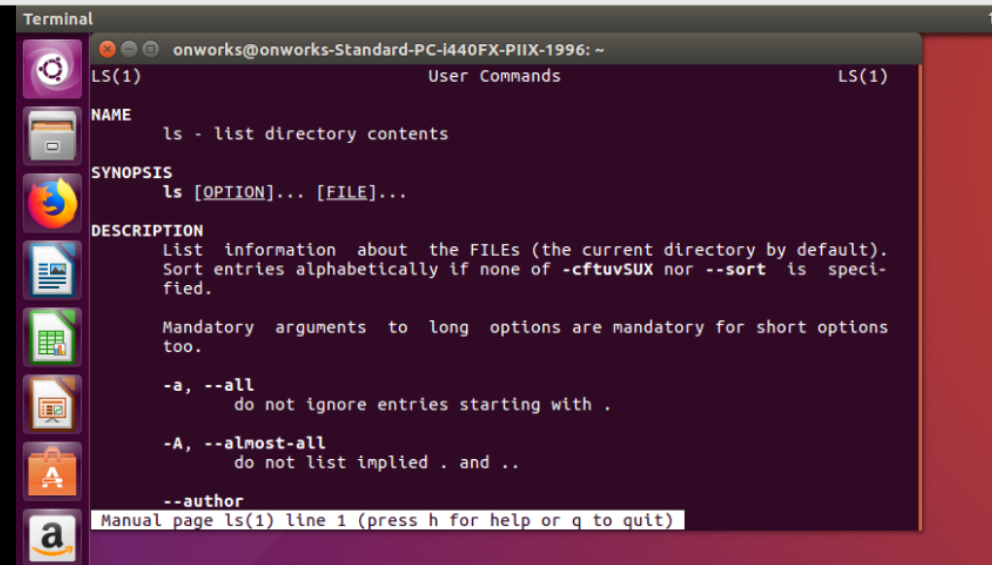 Terminal
onworks@onworks-Standard-PC-i440FX-PIIX-1996: ~
LS(1) User Commands LS(1)
NAME
ls - list directory contents
SYNOPSIS
ls [OPTION]... [FILE]...
DESCRIPTION
List information about the FILEs (the current directory by default).
Sort entries alphabetically if none of -cftuvSUX nor --sort is speci-
fied.
Mandatory arguments to long options are mandatory for short options
too.
-a, --all
do not ignore entries starting with .
-A, --almost-all
do not list implied . and ..
--author
Manual page ls(1) line 1 (press h for help or q to quit)